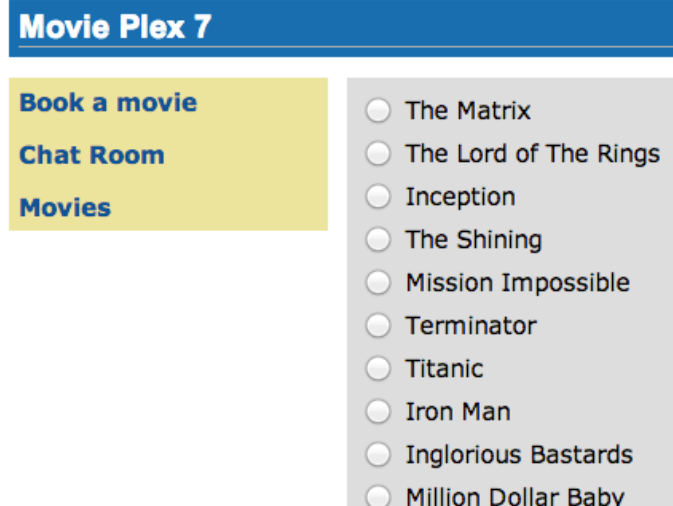 Movie Plex 7
Book a movie
Chat Room
Movies
The Matrix
The Lord of The Rings
Inception
The Shining
Mission Impossible
Terminator
Titanic
Iron Man
Inglorious Bastards
Million Dollar Baby